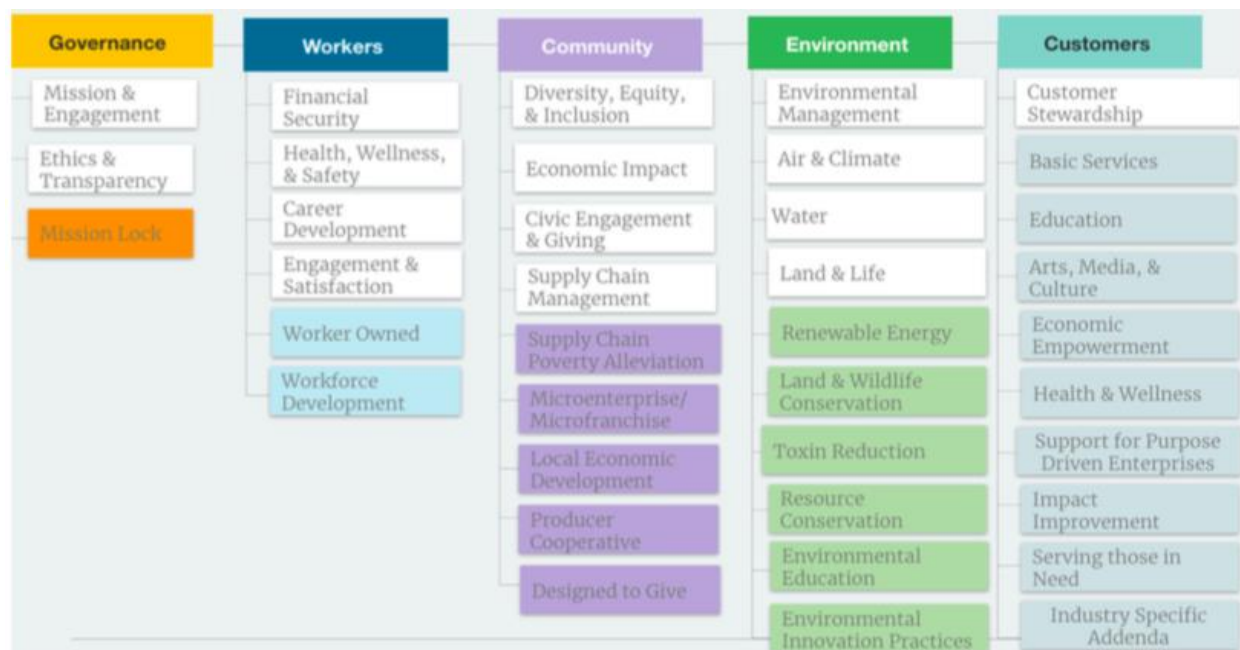 Governance
Mission &
Engagement
Ethics &
Transparency
Mission Lock
Workers
Financial
Security
Health, Wellness,
& Safety
Career
Development
Engagement &
Satisfaction
Worker Owned
Workforce
Development
Community
Diversity, Equity,
& Inclusion
Economic Impact
Civic Engagement
& Giving
Supply Chain
Management
Supply Chain
Poverty Alleviation
Microenterprise/
Microfranchise
Local Economic
Development
Producer
Cooperative
Designed to Give
Environment
Environmental
Management
Air & Climate
Water
Land & Life
Renewable Energy
Land & Wildlife
Conservation
Toxin Reduction
Resource
Conservation
Environmental
Education
Environmental
Innovation Practices
Customers
Customer
Stewardship
Basic Services
Education
Arts, Media, &
Culture
Economic
Empowerment
Health & Wellness
Support for Purpose
Driven Enterprises
Impact
Improvement
Serving those in
Need
Industry Specific
Addenda